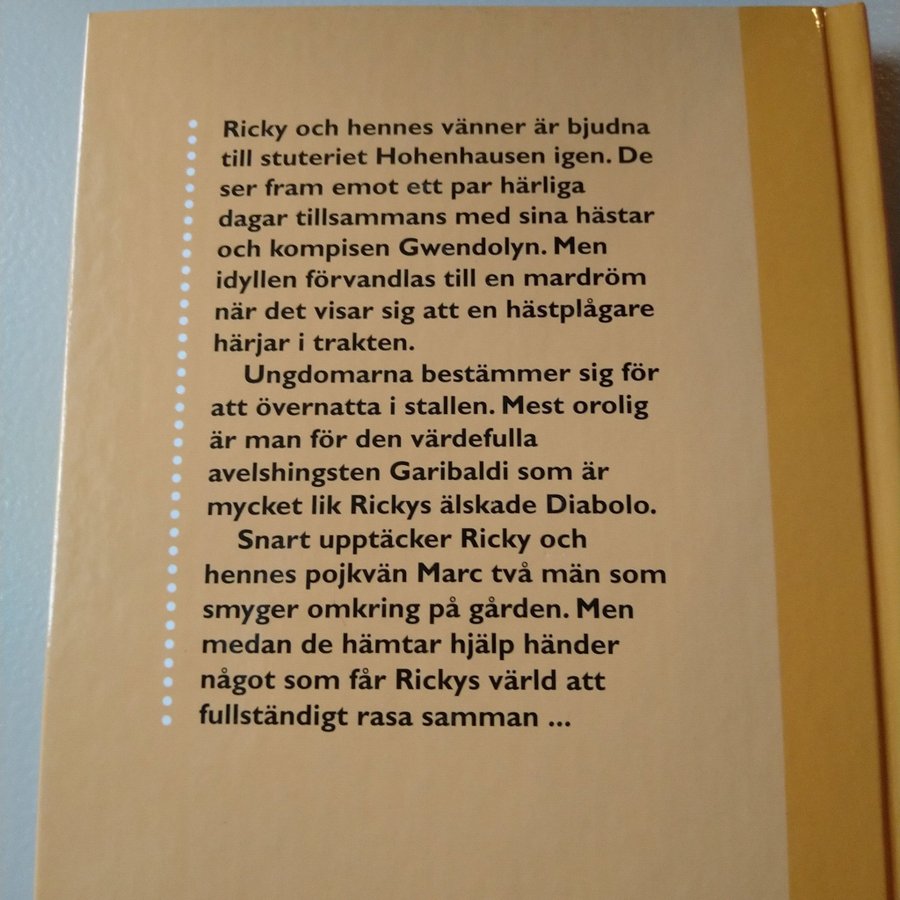 Ricky och hennes vänner är bjudna
till stuteriet Hohenhausen igen. De
ser fram emot ett par härliga
dagar tillsammans med sina hästar
och kompisen Gwendolyn. Men
idyllen förvandlas till en mardröm
när det visar sig att en hästplågare
härjar i trakten.
Ungdomarna bestämmer sig för
att övernatta i stallen. Mest orolig
är man för den värdefulla
avelshingsten Garibaldi som är
mycket lik Rickys älskade Diabolo.
Snart upptäcker Ricky och
hennes pojkvän Marc två män som
smyger omkring på gården. Men
medan de hämtar hjälp händer
något som får Rickys värld att
fullständigt rasa samman ...